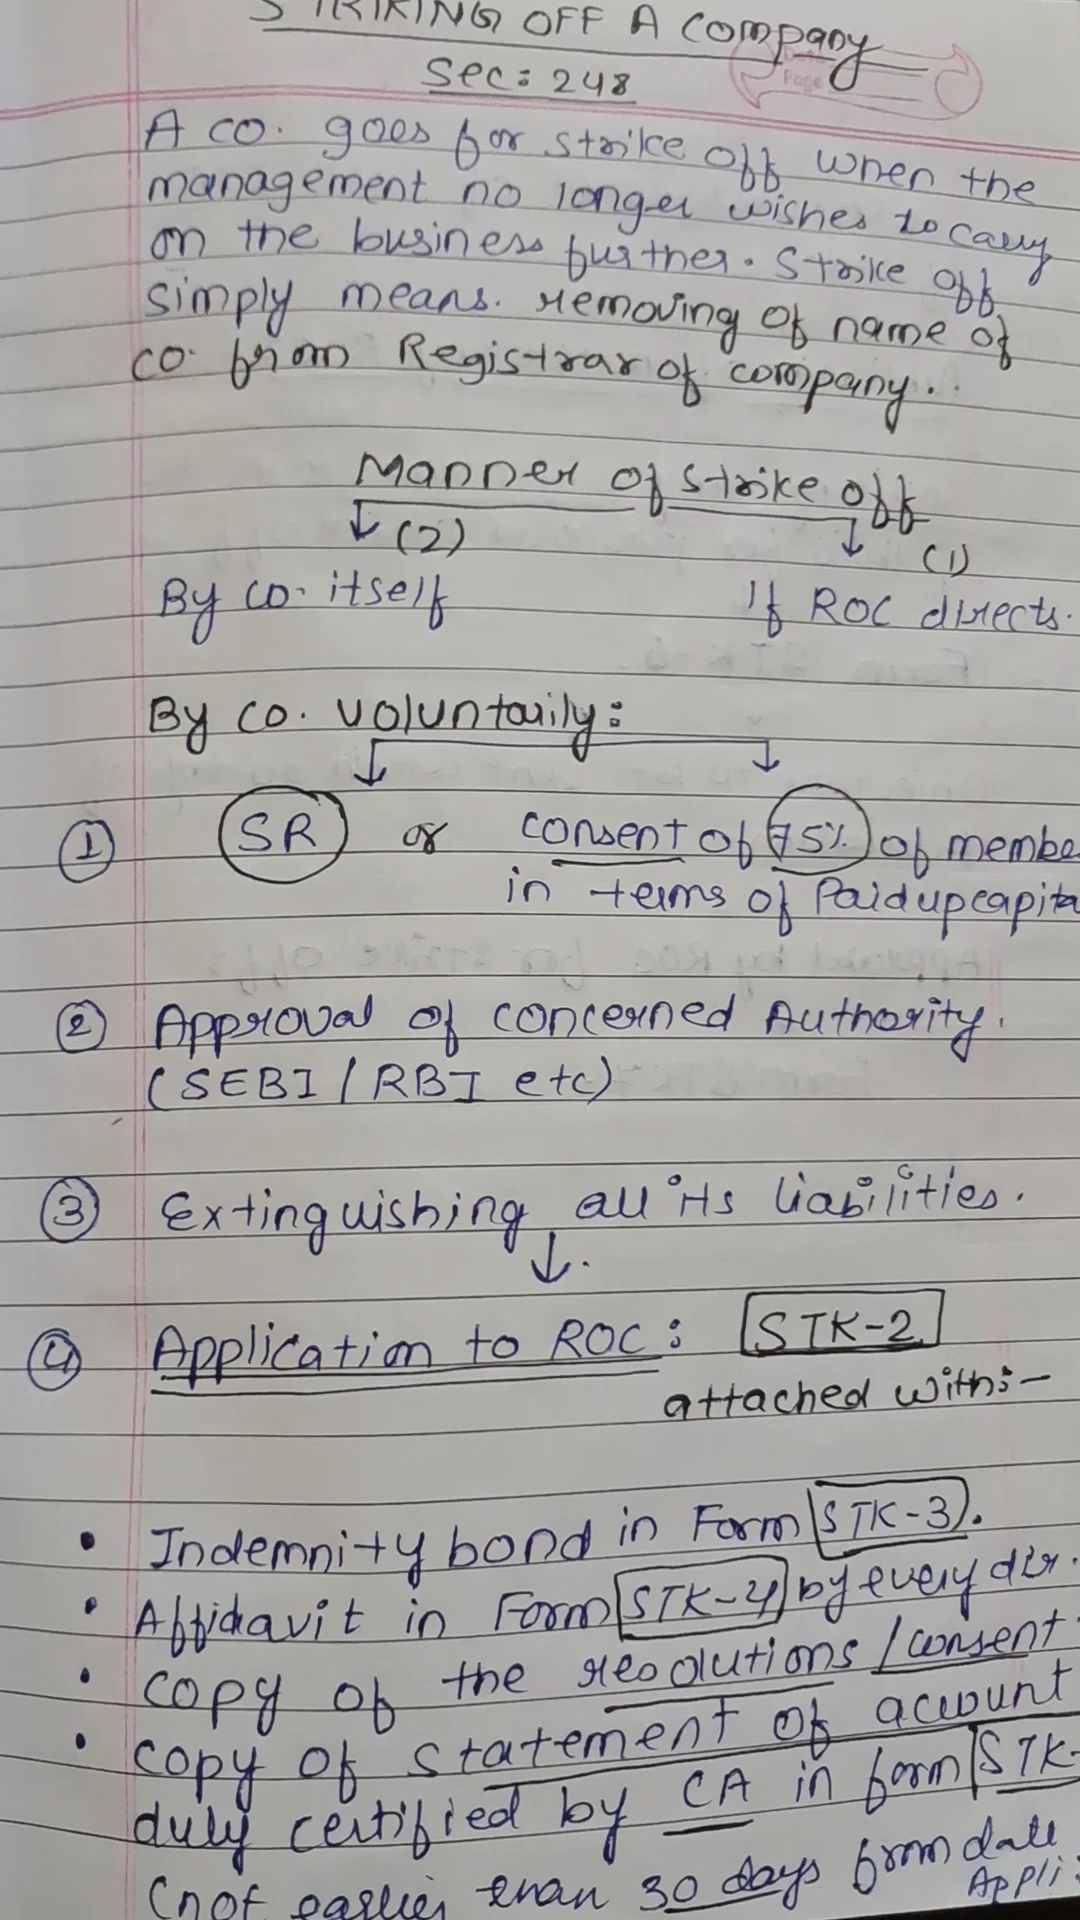 STRIKING OFF A Company
Sec: 248
Date
Page
A co. goes for strike off when the
management no longer wishes to carry
on the business further. Strike off
simply means. removing of name of
co. from Registrar of company..
Manner of strike off
(2) (1)
By co. itself If ROC directs.
By co. voluntarily:
① SR or consent of 75% of membe
in terms of Paidupcapita
② Approval of concerned Authority.
(SEBI / RBI etc)
③ Extinguishing all its liabilities.
④ Application to ROC: STK-2
attached with:-
• Indemnity bond in Form STK-3.
• Affidavit in Form STK-4 by every dir.
• copy of the resolutions / consent
• copy of statement of account
duly certified by CA in form STK-
(not earlier than 30 days from date
Appli